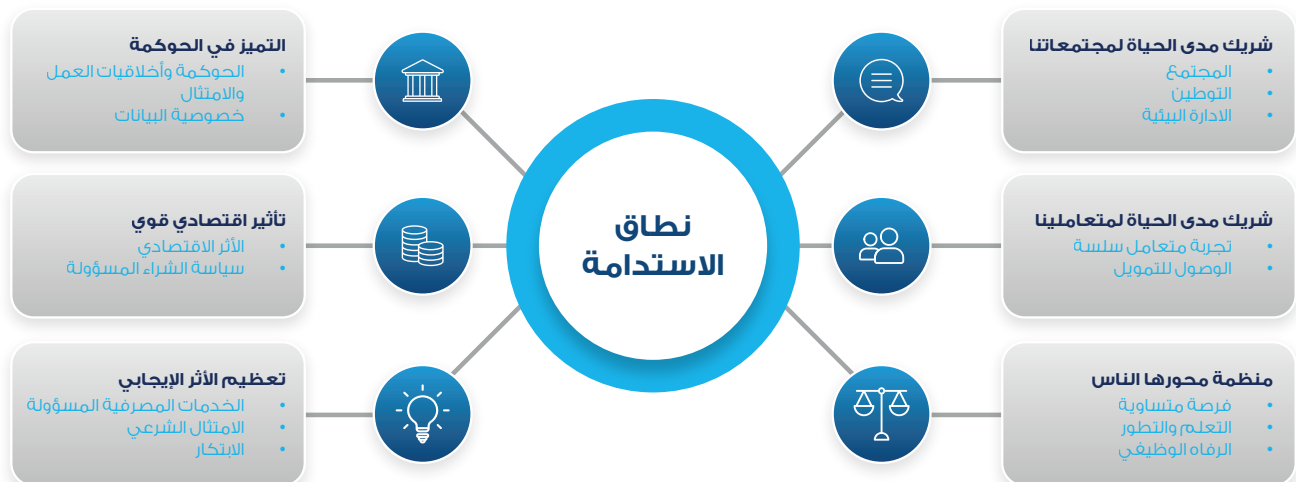 نطاق
الاستدامة
شريك مدى الحياة لمجتمعاتنا
• المجتمع
• التوطين
• الادارة البيئية
شريك مدى الحياة لمتعاملينا
• تجربة متعامل سلسة
• الوصول للتمويل
منظمة محورها الناس
• فرصة متساوية
• التعلم والتطور
• الرفاه الوظيفي
التميز في الحوكمة
• الحوكمة وأخلاقيات العمل
والامتثال
• خصوصية البيانات
تأثير اقتصادي قوي
• الأثر الاقتصادي
• سياسة الشراء المسؤولة
تعظيم الأثر الإيجابي
• الخدمات المصرفية المسؤولة
• الامتثال الشرعي
• الابتكار